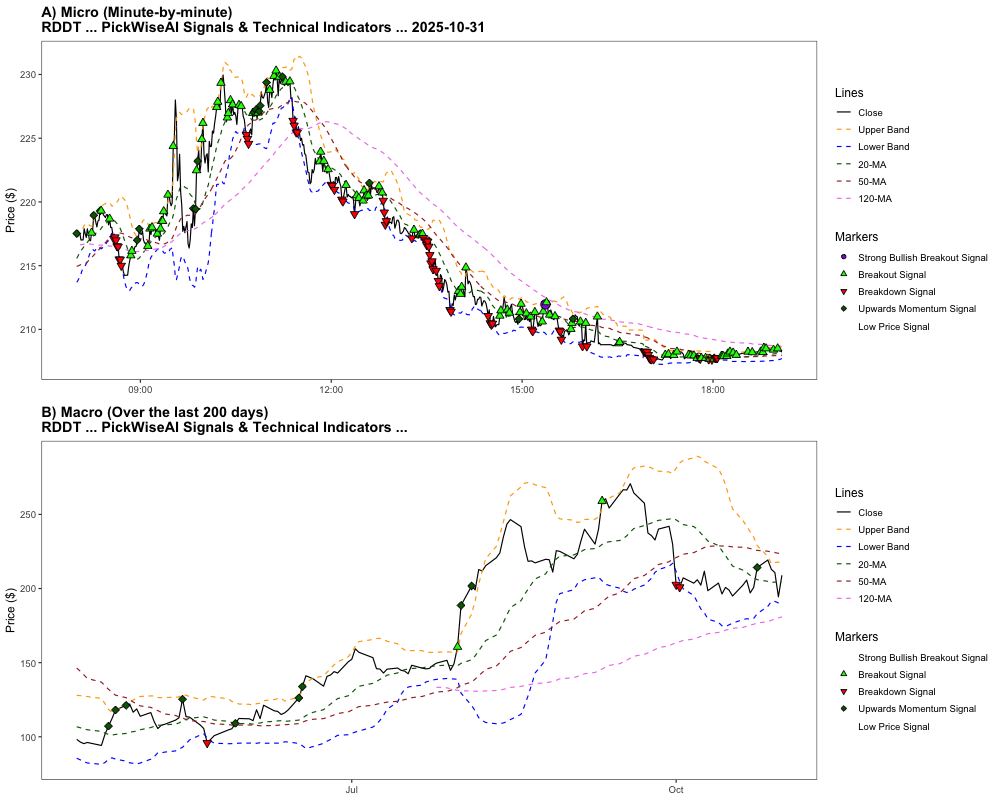 A) Micro (Minute-by-minute)
RDDT ... PickWiseAI Signals & Technical Indicators ... 2025-10-31
Price ($)
230
225
220
215
210
09:00
12:00
15:00
18:00
Lines
Close
Upper Band
Lower Band
20-MA
50-MA
120-MA
Markers
Strong Bullish Breakout Signal
Breakout Signal
Breakdown Signal
Upwards Momentum Signal
Low Price Signal
B) Macro (Over the last 200 days)
RDDT ... PickWiseAI Signals & Technical Indicators ...
Price ($)
250
200
150
100
Jul
Oct
Lines
Close
Upper Band
Lower Band
20-MA
50-MA
120-MA
Markers
Strong Bullish Breakout Signal
Breakout Signal
Breakdown Signal
Upwards Momentum Signal
Low Price Signal